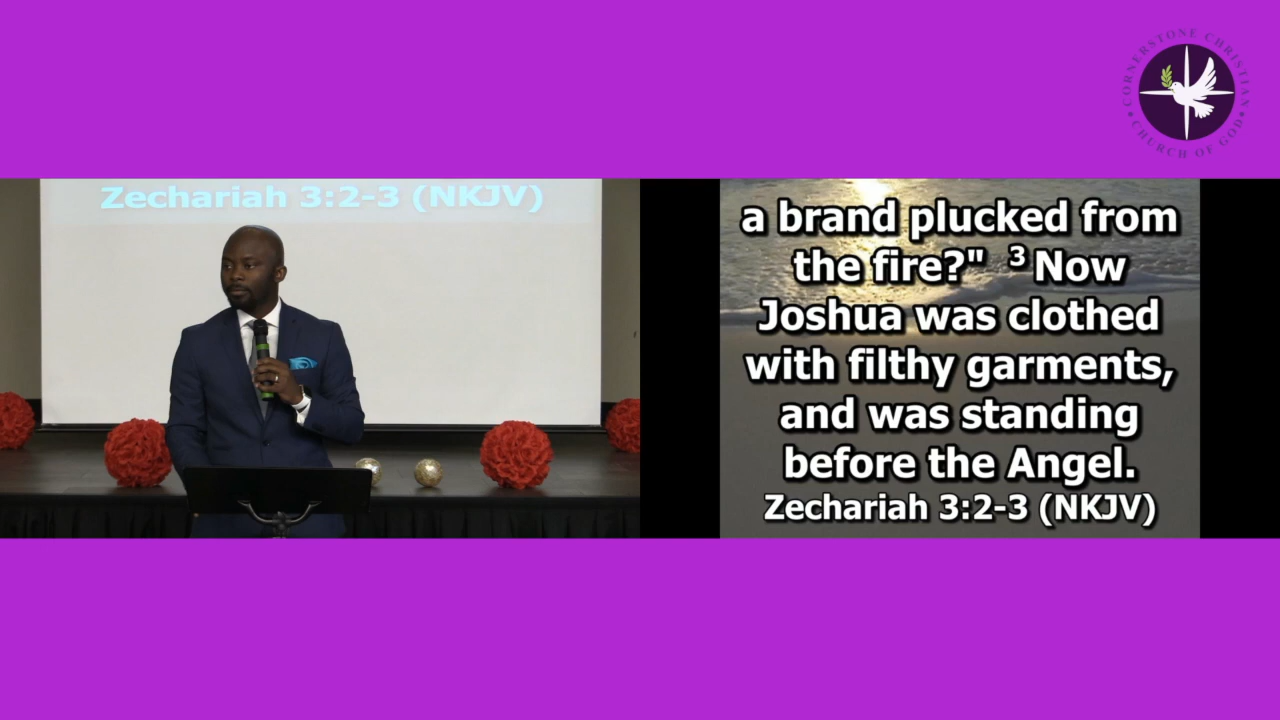 CORNERSTONE CHRISTIAN
CHURCH OF GOD
Zechariah 3:2-3 (NKJV)
a brand plucked from
the fire?" 3 Now
Joshua was clothed
with filthy garments,
and was standing
before the Angel.
Zechariah 3:2-3 (NKJV)